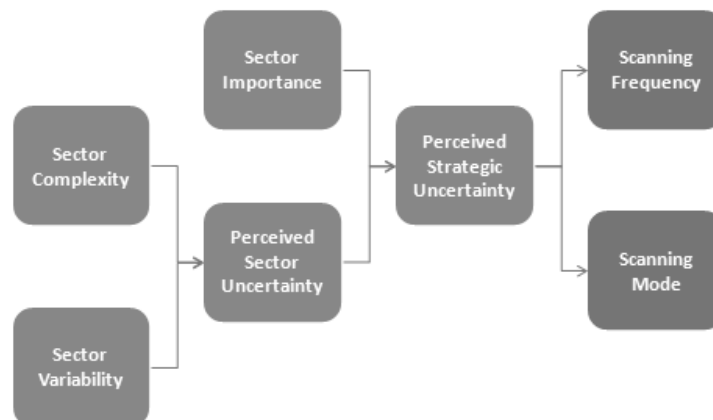 Sector
Importance
Scanning
Frequency
Sector
Complexity
Perceived
Strategic
Uncertainty
Perceived
Sector
Uncertainty
Scanning
Mode
Sector
Variability